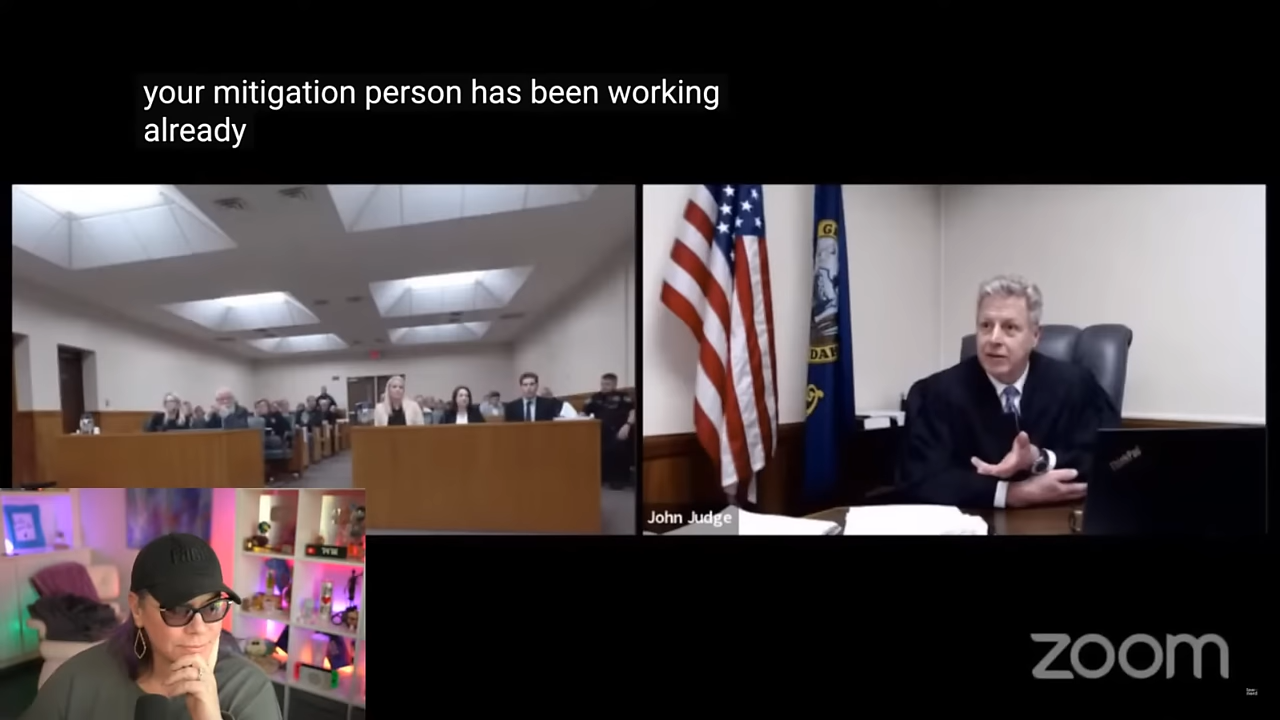 your mitigation person has been working
already
John Judge
ThinkPad
zoom